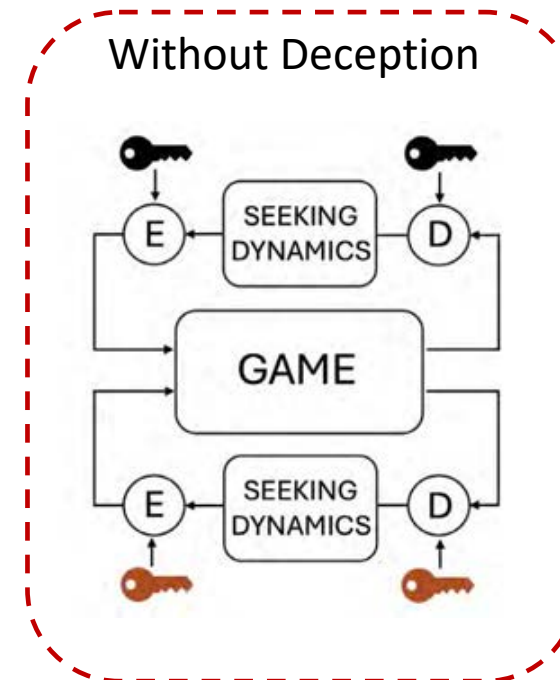 Without Deception
E
SEEKING
DYNAMICS
D
GAME
E
SEEKING
DYNAMICS
D